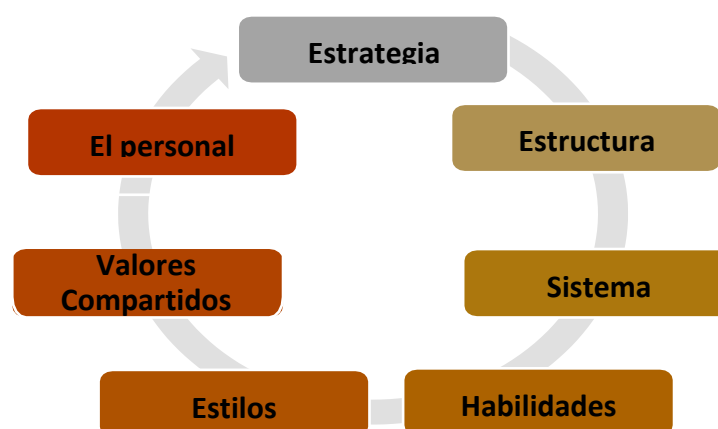 Estrategia
Estructura
Sistema
Habilidades
Estilos
Valores
Compartidos
El personal